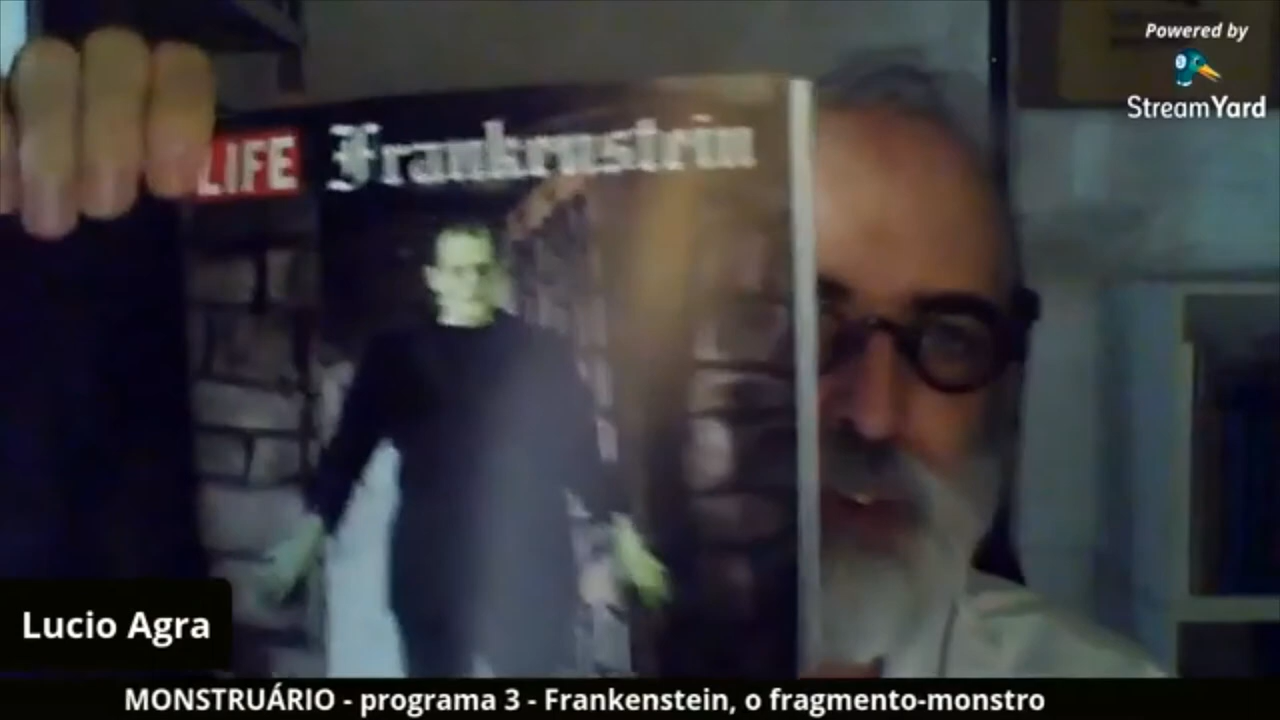 Powered by
StreamYard
LIFE Frankenstein
Lucio Agra
MONSTRUÁRIO - programa 3 - Frankenstein, o fragmento-monstro